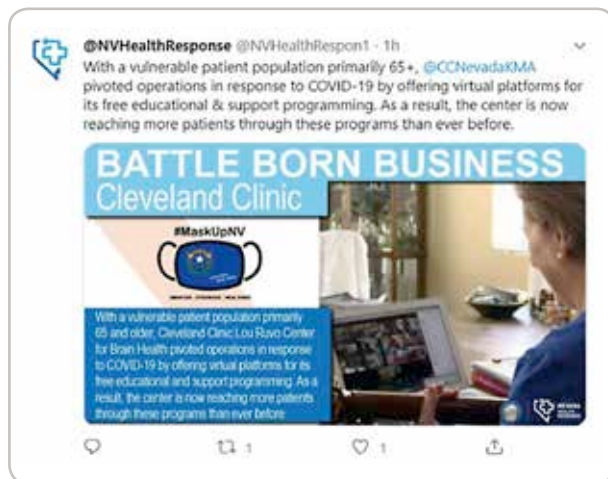 @NVHealthResponse @NVHealthRespon1 · 1h
With a vulnerable patient population primarily 65+, @CCNevadaKMA
pivoted operations in response to COVID-19 by offering virtual platforms for
its free educational & support programming. As a result, the center is now
reaching more patients through these programs than ever before.
BATTLE BORN BUSINESS
Cleveland Clinic
#MaskUpNV
With a vulnerable patient population primarily
65 and older, Cleveland Clinic Lou Ruvo Center
for Brain Health pivoted operations in response
to COVID-19 by offering virtual platforms for its
free educational and support programming. As a
result, the center is now reaching more patients
through these programs than ever before
1
1